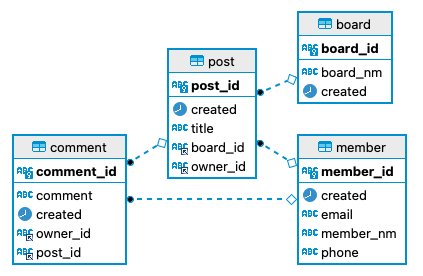 board
board_id
board_nm
created
post
post_id
created
title
board_id
owner_id
comment
comment_id
comment
created
owner_id
post_id
member
member_id
created
email
member_nm
phone